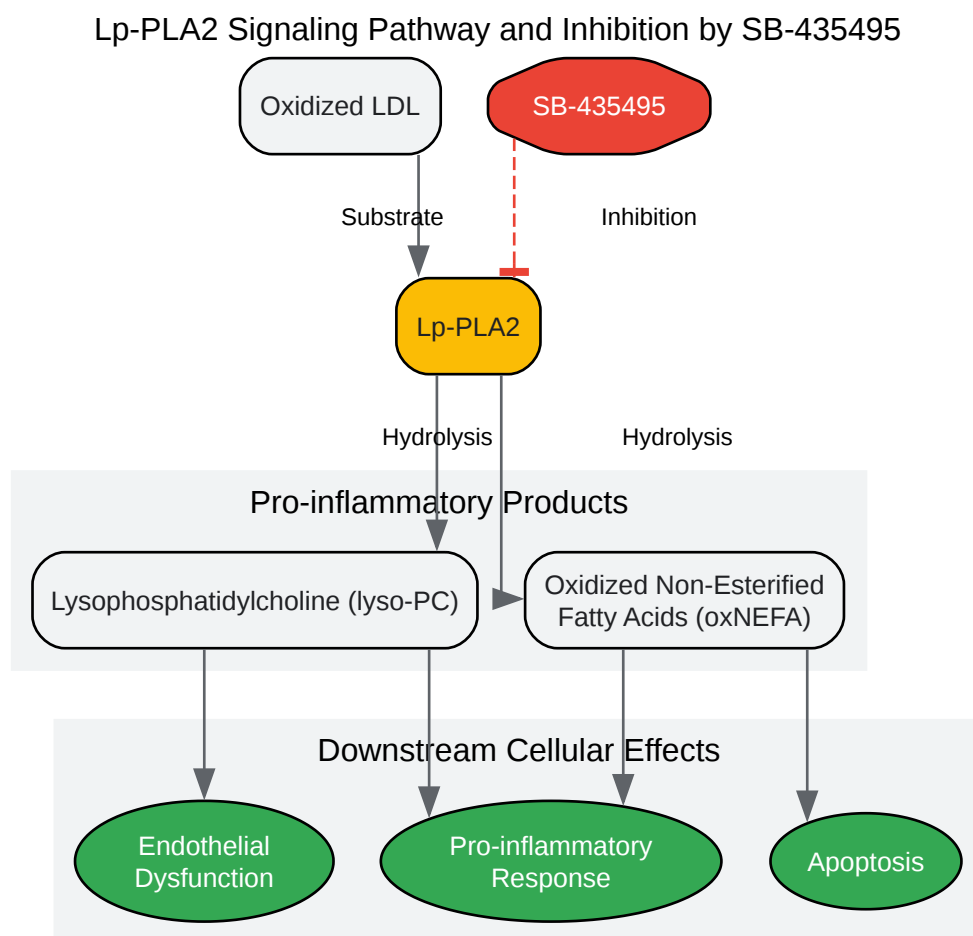 Lp-PLA2 Signaling Pathway and Inhibition by SB-435495
Oxidized LDL
SB-435495
Substrate
Inhibition
Lp-PLA2
Hydrolysis
Hydrolysis
Pro-inflammatory Products
Lysophosphatidylcholine (lyso-PC)
Oxidized Non-Esterified
Fatty Acids (oxNEFA)
Downstream Cellular Effects
Endothelial
Dysfunction
Pro-inflammatory
Response
Apoptosis